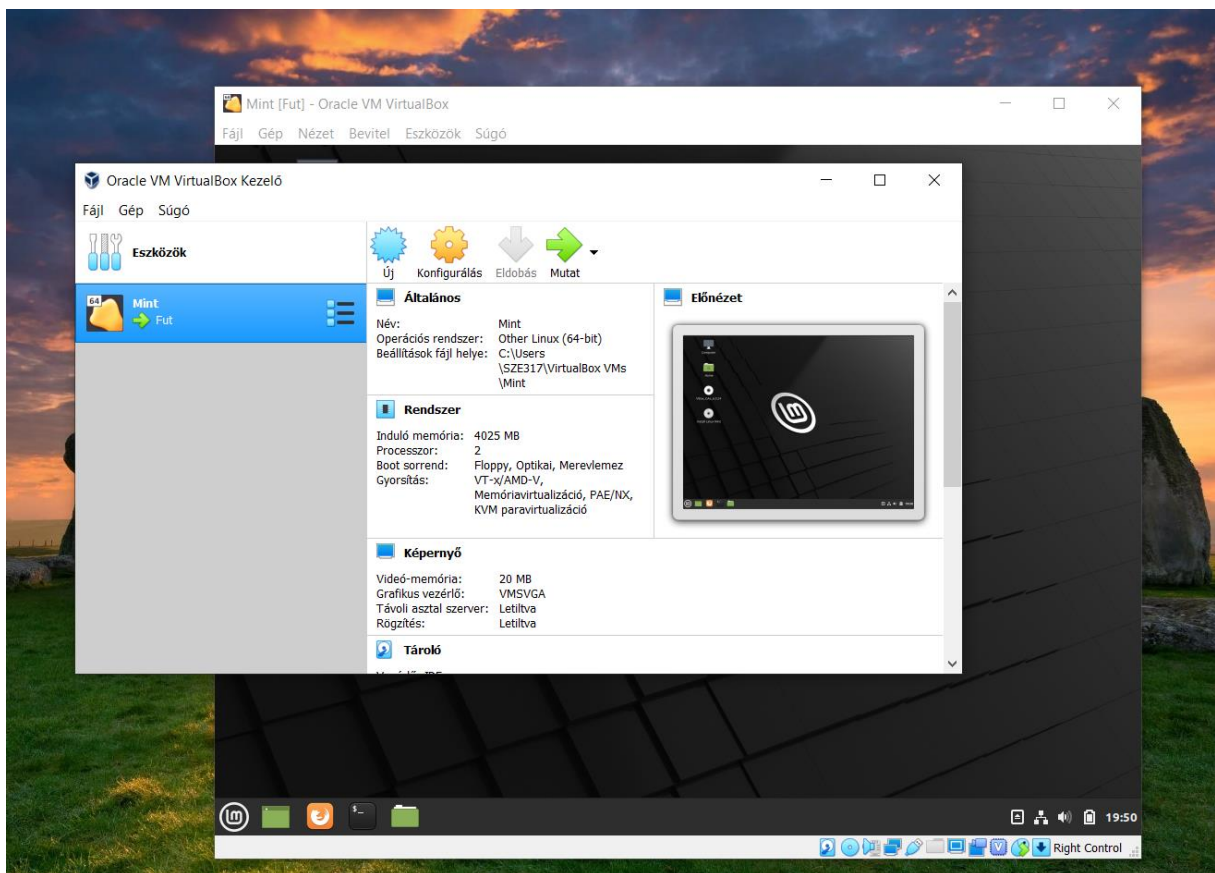 Mint [Fut] - Oracle VM VirtualBox
Fájl Gép Nézet Bevitel Eszközök Súgó
Oracle VM VirtualBox Kezelő
Fájl Gép Súgó
Eszközök
Új Konfigurálás Eldobás Mutat
64 Mint
Fut
Általános
Név: Mint
Operációs rendszer: Other Linux (64-bit)
Beállítások fájl helye: C:\Users
\SZE317\VirtualBox VMs
\Mint
Rendszer
Induló memória: 4025 MB
Processzor: 2
Boot sorrend: Floppy, Optikai, Merevlemez
Gyorsítás: VT-x/AMD-V,
Memóriavirtualizáció, PAE/NX,
KVM paravirtualizáció
Előnézet
Képernyő
Videó-memória: 20 MB
Grafikus vezérlő: VMSVGA
Távoli asztal szerver: Letiltva
Rögzítés: Letiltva
Tároló
19:50
Right Control